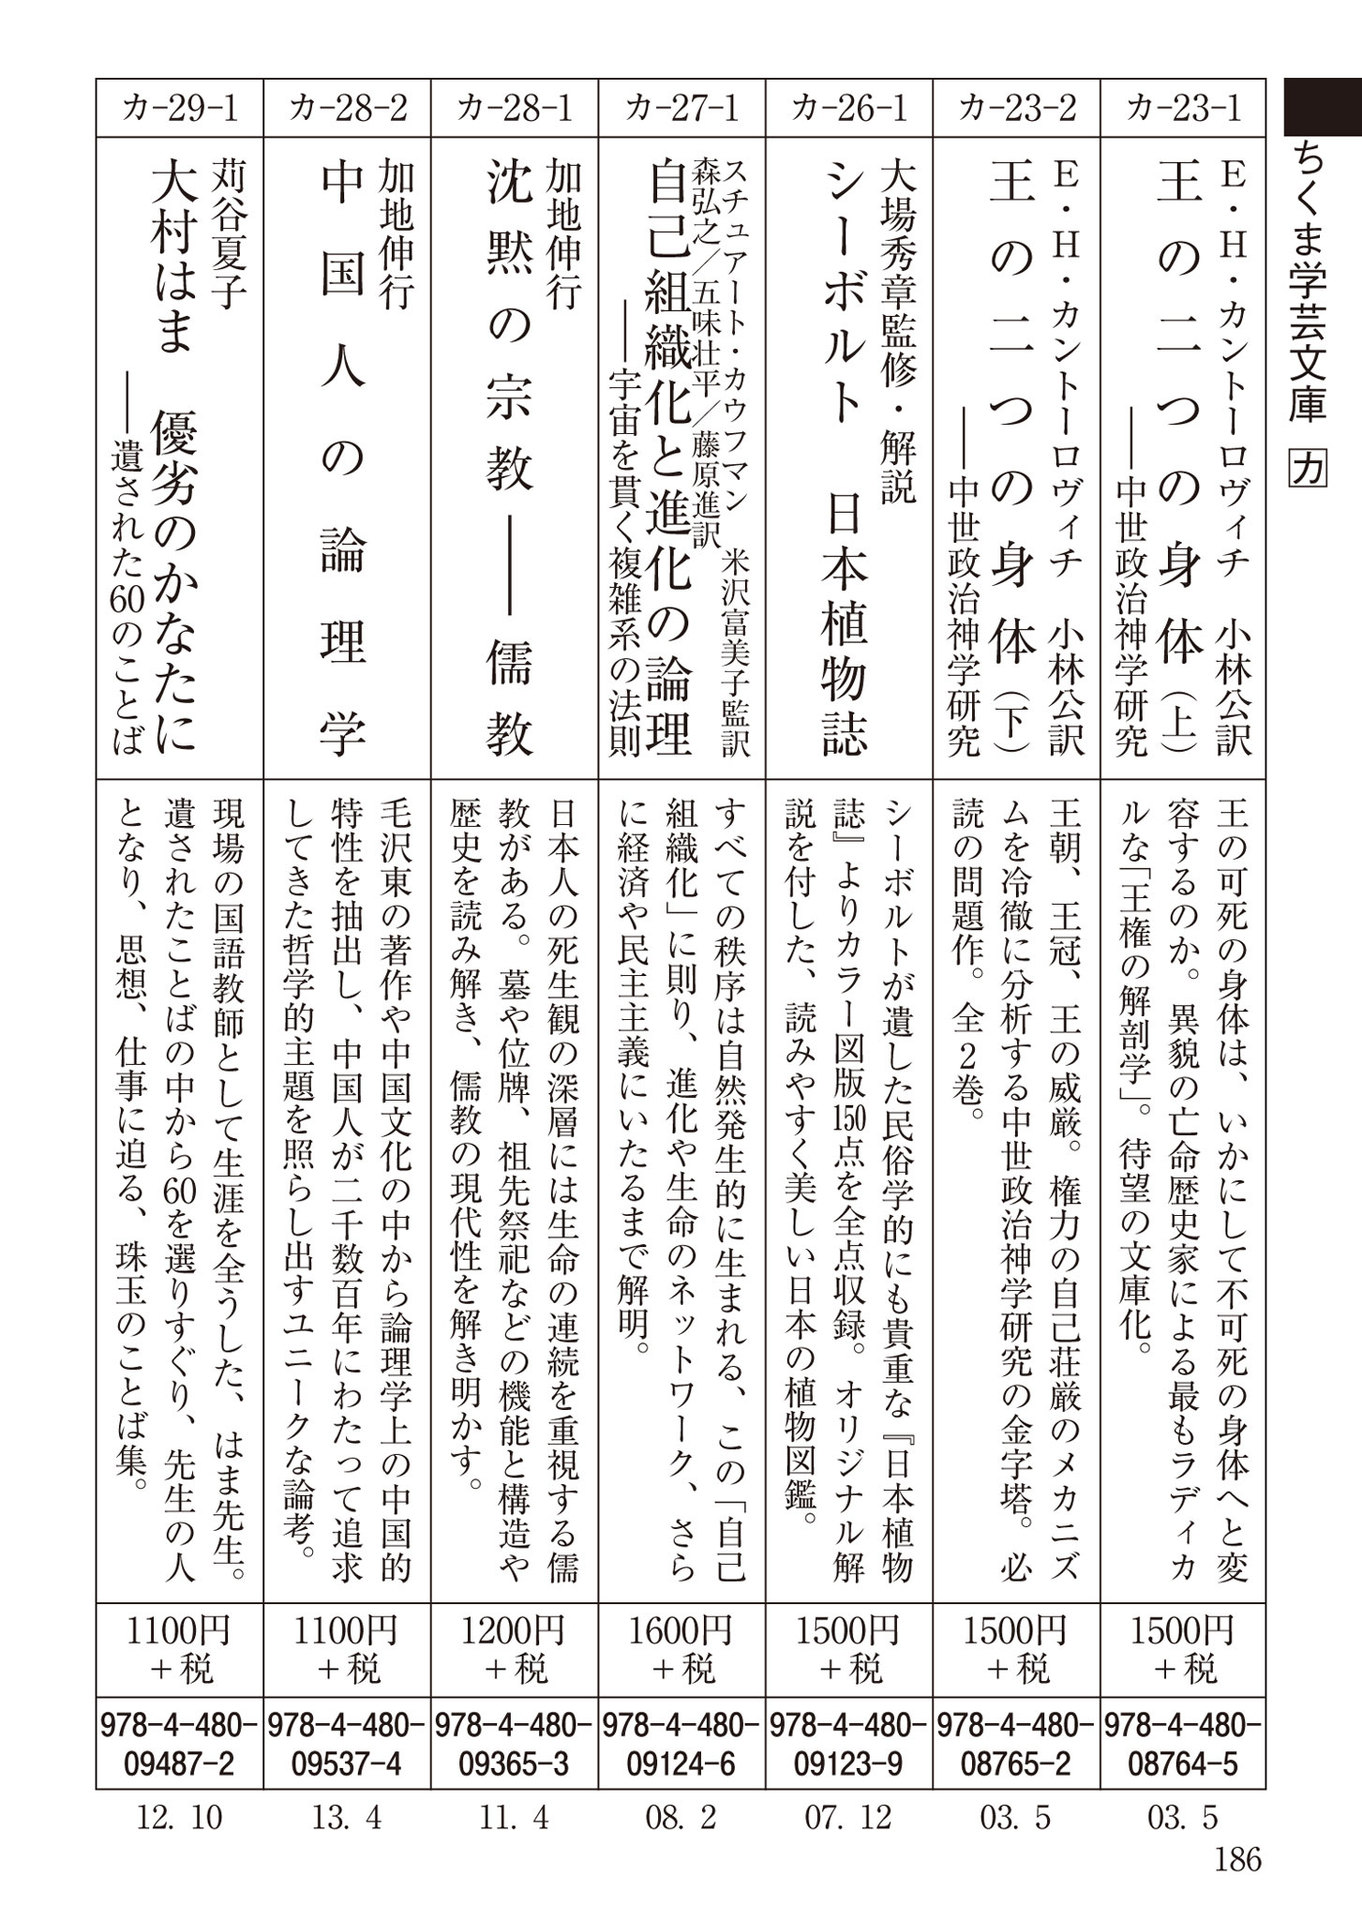 ちくま学芸文庫 カ
カ-23-1
E・H・カントーロヴィチ 小林公訳
王の二つの身体(上)
――中世政治神学研究
王の可死の身体は、いかにして不可死の身体へと変
容するのか。異貌の亡命歴史家による最もラディカ
ルな「王権の解剖学」。待望の文庫化。
1500円
+税
978-4-480-
08764-5
03. 5
カ-23-2
E・H・カントーロヴィチ 小林公訳
王の二つの身体(下)
――中世政治神学研究
王朝、王冠、王の威厳。権力の自己荘厳のメカニズ
ムを冷徹に分析する中世政治神学研究の金字塔。必
読の問題作。全2巻。
1500円
+税
978-4-480-
08765-2
03. 5
カ-26-1
大場秀章監修・解説
シーボルト 日本植物誌
シーボルトが遺した民俗学的にも貴重な『日本植物
誌』よりカラー図版150点を全点収録。オリジナル解
説を付した、読みやすく美しい日本の植物図鑑。
1500円
+税
978-4-480-
09123-9
07. 12
カ-27-1
スチュアート・カウフマン 米沢富美子監訳
森弘之/五味壮平/藤原進訳
自己組織化と進化の論理
――宇宙を貫く複雑系の法則
すべての秩序は自然発生的に生まれる、この「自己
組織化」に則り、進化や生命のネットワーク、さら
に経済や民主主義にいたるまで解明。
1600円
+税
978-4-480-
09124-6
08. 2
カ-28-1
加地伸行
沈黙の宗教――儒教
日本人の死生観の深層には生命の連続を重視する儒
教がある。墓や位牌、祖先祭祀などの機能と構造や
歴史を読み解き、儒教の現代性を解き明かす。
1200円
+税
978-4-480-
09365-3
11. 4
カ-28-2
加地伸行
中国人の論理学
毛沢東の著作や中国文化の中から論理学上の中国的
特性を抽出し、中国人が二千数百年にわたって追求
してきた哲学的主題を照らし出すユニークな論考。
1100円
+税
978-4-480-
09537-4
13. 4
カ-29-1
苅谷夏子
大村はま 優劣のかなたに
――遺された60のことば
現場の国語教師として生涯を全うした、はま先生。
遺されたことばの中から60を選りすぐり、先生の人
となり、思想、仕事に迫る、珠玉のことば集。
1100円
+税
978-4-480-
09487-2
12. 10
186